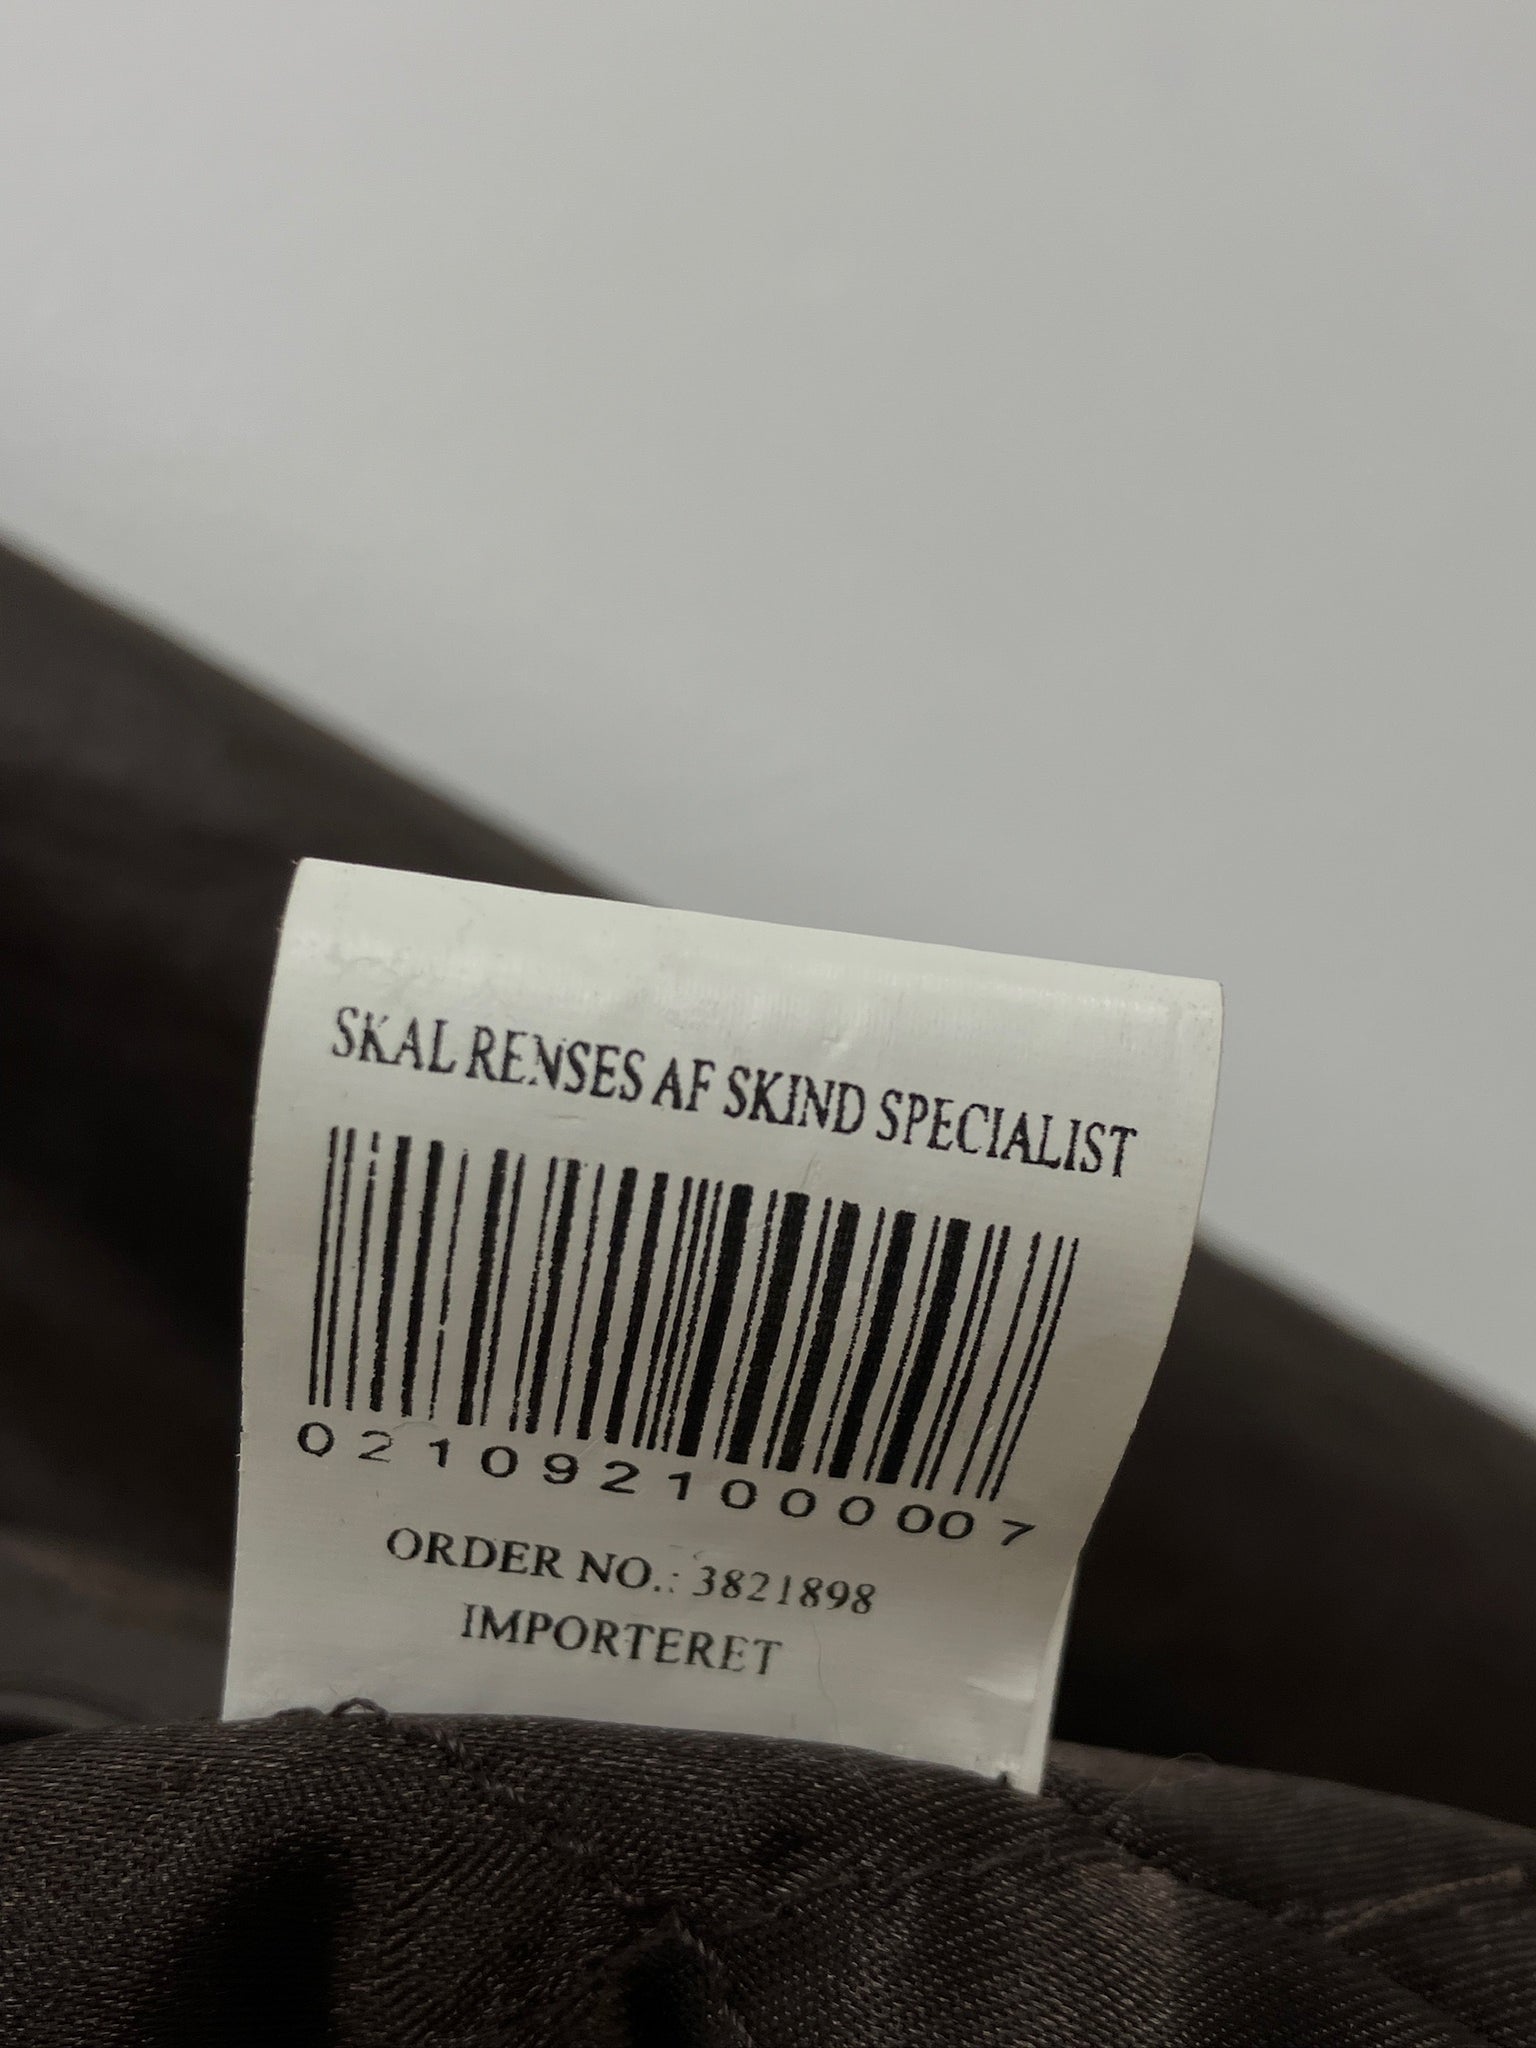 SKAL RENSES AF SKIND SPECIALIST
0210921000007
ORDER NO.: 3821898
IMPORTERET